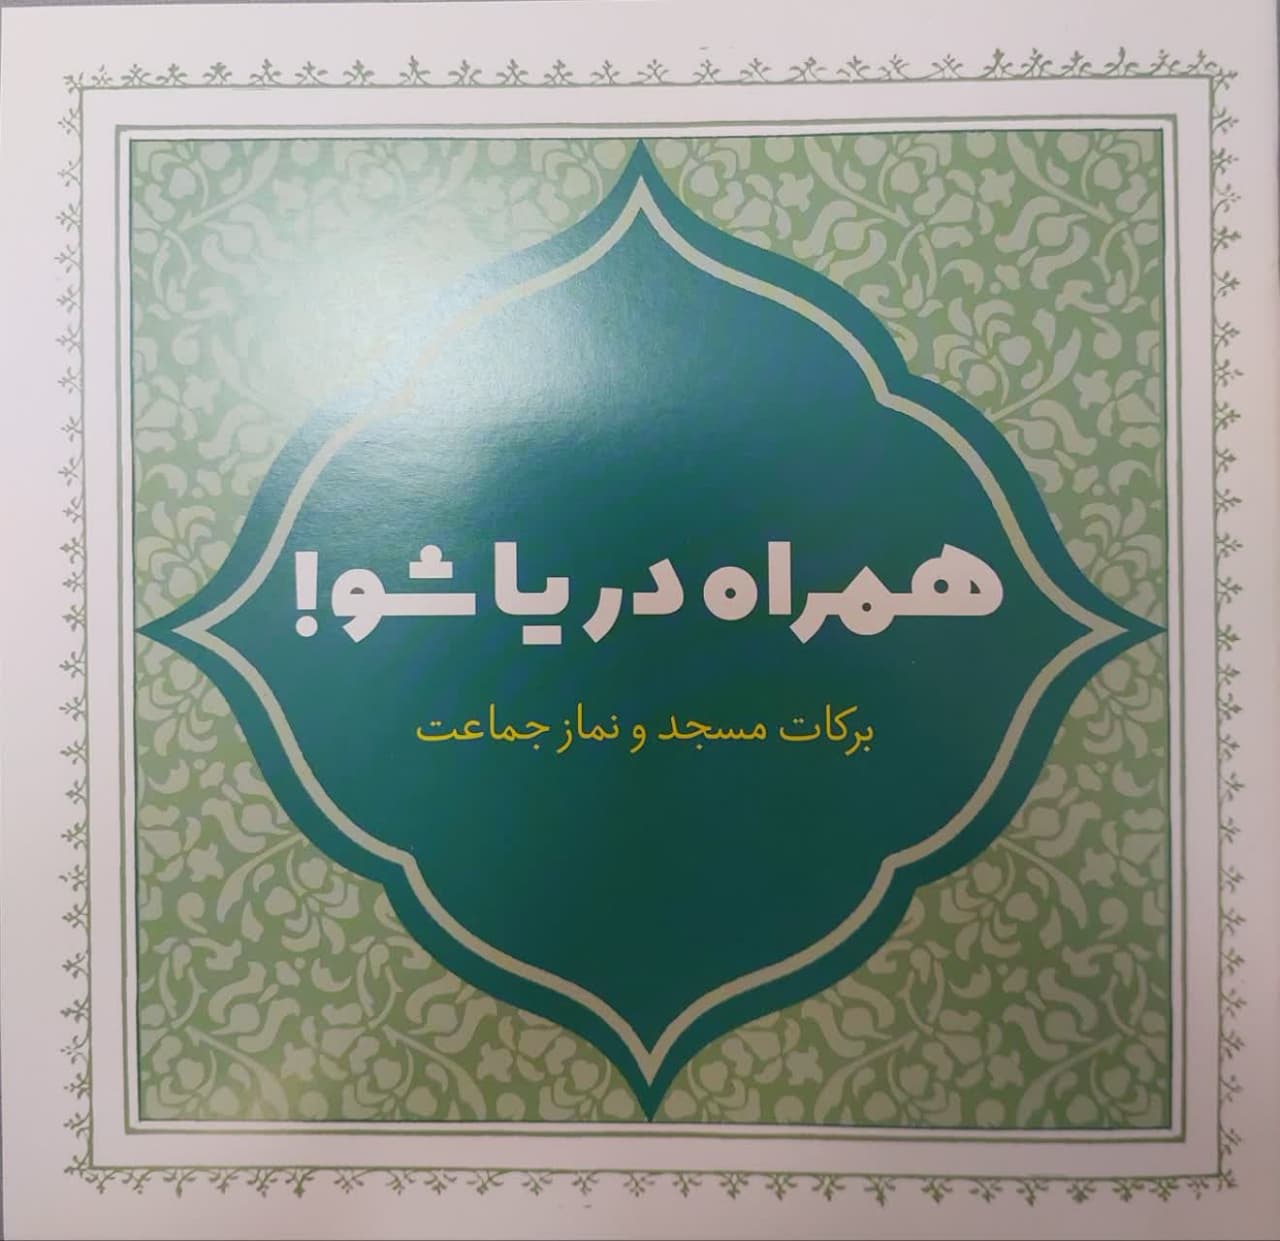 همراه دریا شو!
برکات مسجد و نماز جماعت